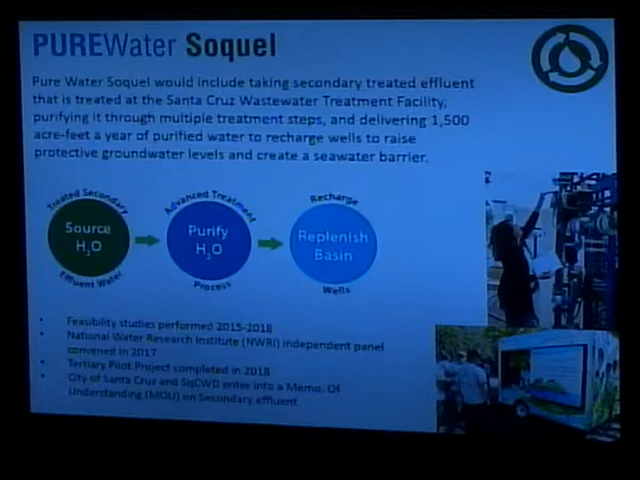 PUREWater Soquel
Pure Water Soquel would include taking secondary treated effluent
that is treated at the Santa Cruz Wastewater Treatment Facility,
purifying it through multiple treatment steps, and delivering 1,500
acre-feet a year of purified water to recharge wells to raise
protective groundwater levels and create a seawater barrier.
Treated Secondary
Source
H₂O
Effluent Water
Advanced Treatment
Purify
H₂O
Process
Recharge
Replenish
Basin
Wells
• Feasibility studies performed 2015-2018
• National Water Research Institute (NWRI) independent panel
convened in 2017
• Tertiary Pilot Project completed in 2018
• City of Santa Cruz and SqCWD enter into a Memo. Of
Understanding (MOU) on Secondary effluent